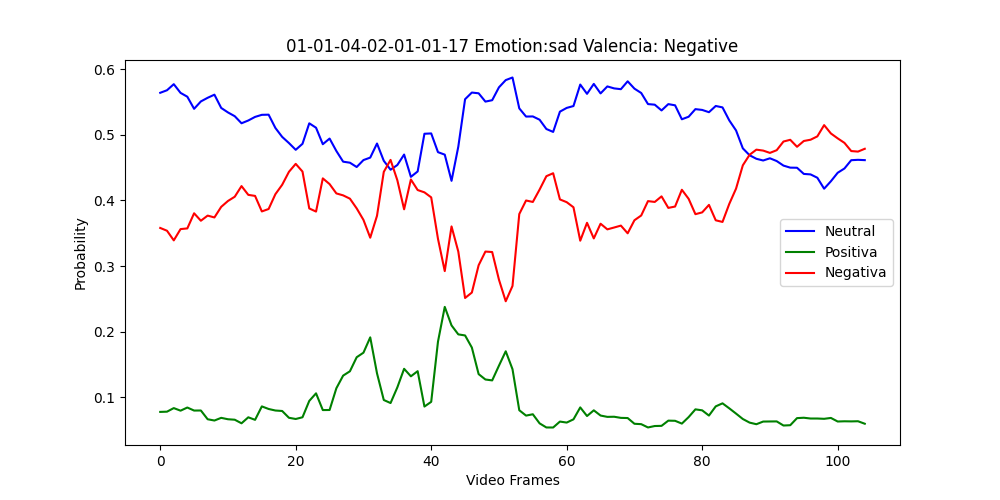 01-01-04-02-01-01-17 Emotion:sad Valencia: Negative
Probability
0.6
0.5
0.4
0.3
0.2
0.1
Neutral
Positiva
Negativa
0 20 40 60 80 100
Video Frames